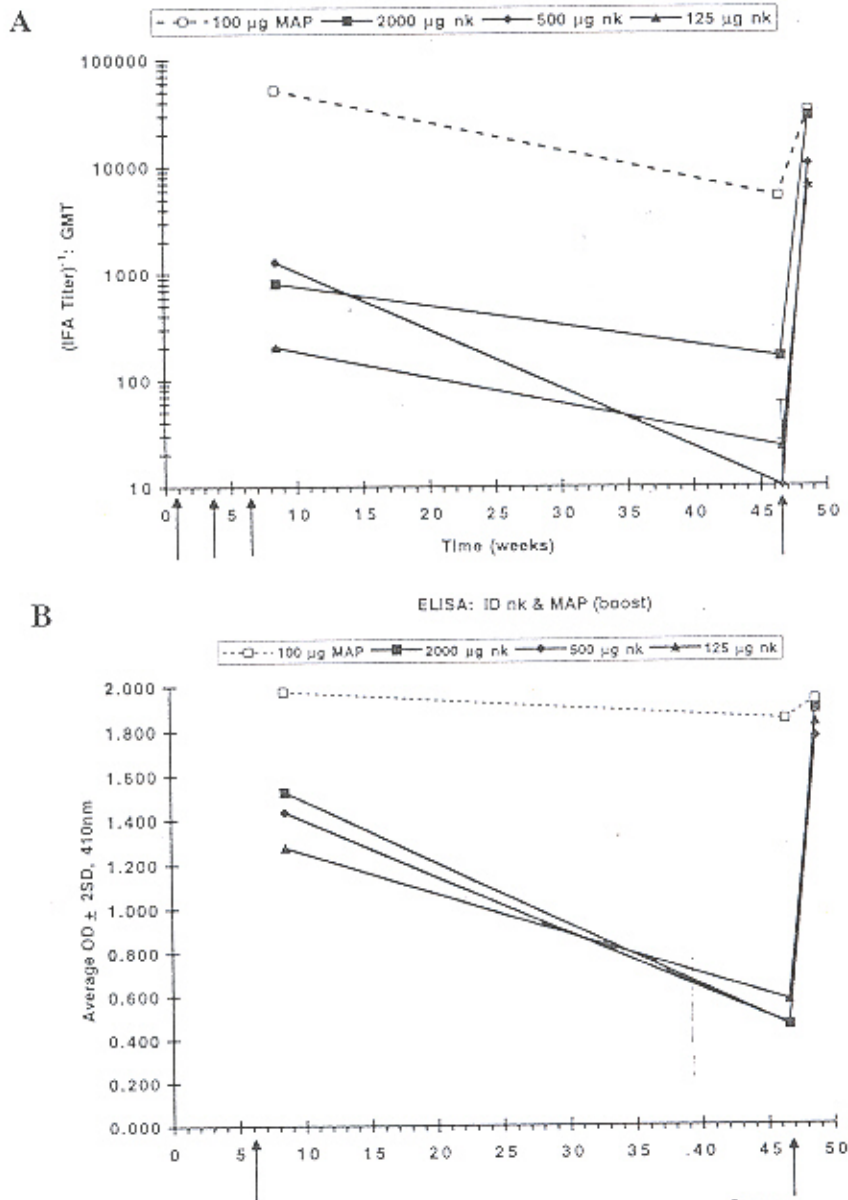 A
100 µg MAP 2000 µg nk 500 µg nk 125 µg nk
100000
10000
1000
100
10
(IFA Titer)⁻¹: GMT
0 5 10 15 20 25 30 35 40 45 50
Time (weeks)
B
ELISA: ID nk & MAP (boost)
100 µg MAP 2000 µg nk 500 µg nk 125 µg nk
2.000
1.800
1.600
1.400
1.200
1.000
0.800
0.600
0.400
0.200
0.000
Average OD ± 2SD, 410nm
0 5 10 15 20 25 30 35 40 45 50